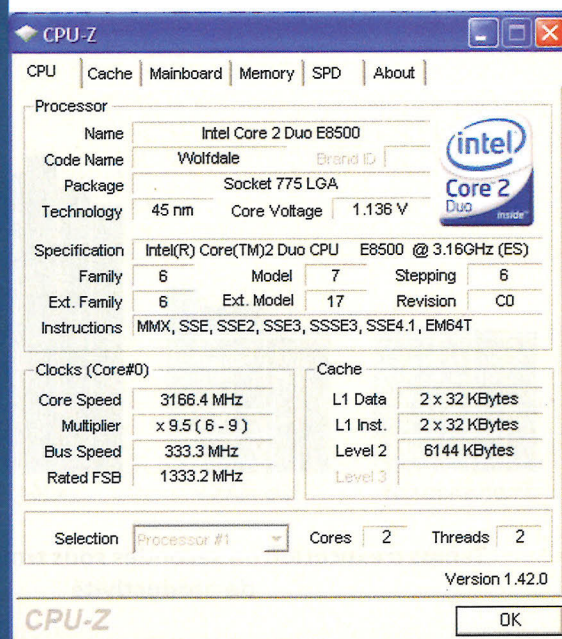 CPU-Z
CPU Cache Mainboard Memory SPD About
Processor
Name Intel Core 2 Duo E8500
Code Name Wolfdale Brand ID
Package Socket 775 LGA
Technology 45 nm Core Voltage 1.136 V
intel
Core 2
Duo inside
Specification Intel(R) Core(TM)2 Duo CPU E8500 @ 3.16GHz (ES)
Family 6 Model 7 Stepping 6
Ext. Family 6 Ext. Model 17 Revision C0
Instructions MMX, SSE, SSE2, SSE3, SSSE3, SSE4.1, EM64T
Clocks (Core#0)
Core Speed 3166.4 MHz
Multiplier x 9.5 ( 6 - 9 )
Bus Speed 333.3 MHz
Rated FSB 1333.2 MHz
Cache
L1 Data 2 x 32 KBytes
L1 Inst. 2 x 32 KBytes
Level 2 6144 KBytes
Level 3
Selection Processor #1 Cores 2 Threads 2
Version 1.42.0
CPU-Z OK